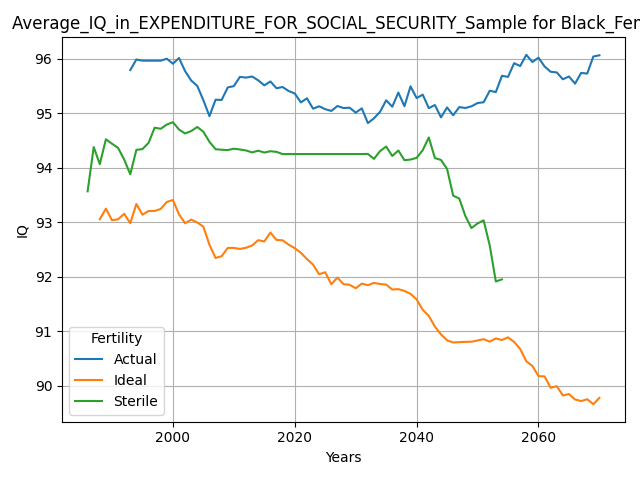 Average_IQ_in_EXPENDITURE_FOR_SOCIAL_SECURITY_Sample for Black_Fem
96
95
94
93
92
91
90
IQ
Fertility
Actual
Ideal
Sterile
2000
2020
2040
2060
Years